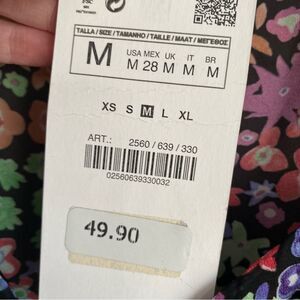 TALLA / SIZE / TAMANHO / TAILLE / MAAT / ΜΕΓΕΘΟΣ
M
USA MEX UK IT BR
M 28 M M M
XS S M L XL
ART.: 2560 / 639 / 330
02560639330032
49.90